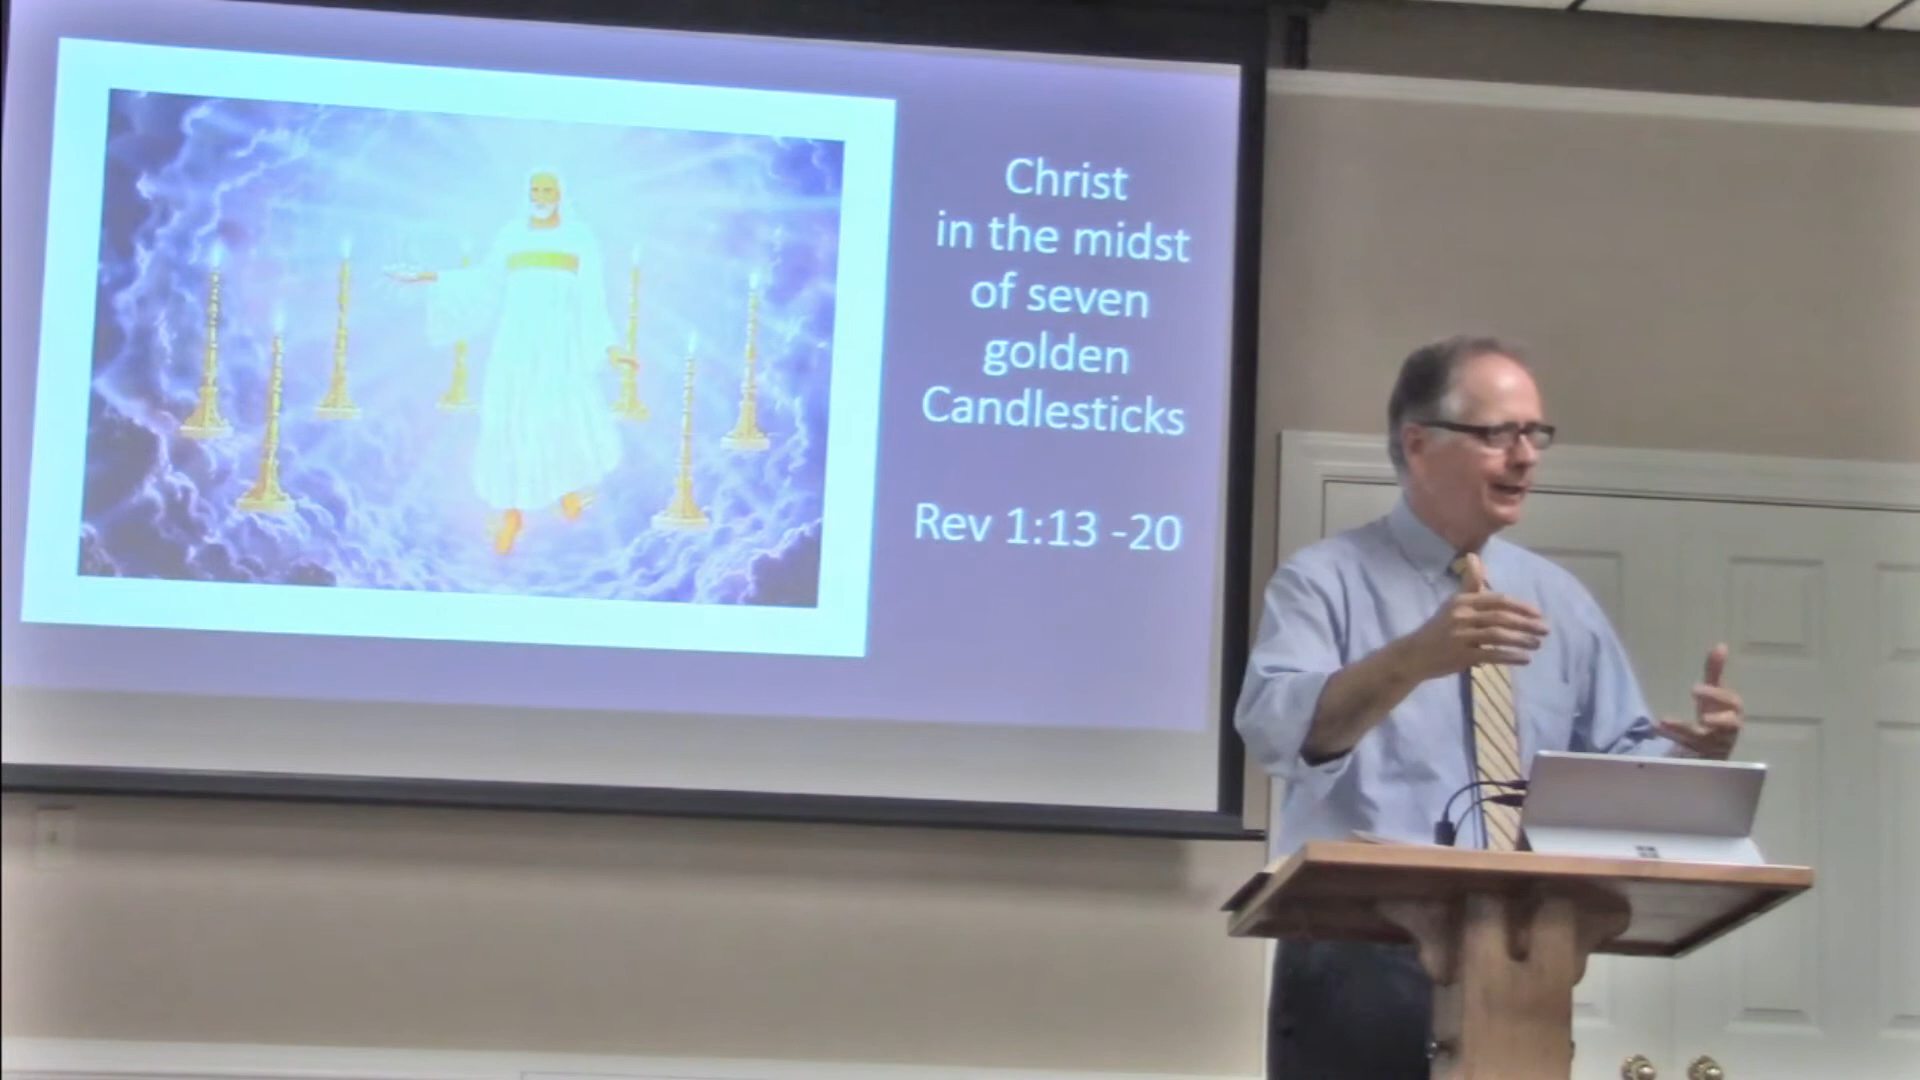 Christ
in the midst
of seven
golden
Candlesticks
Rev 1:13 -20